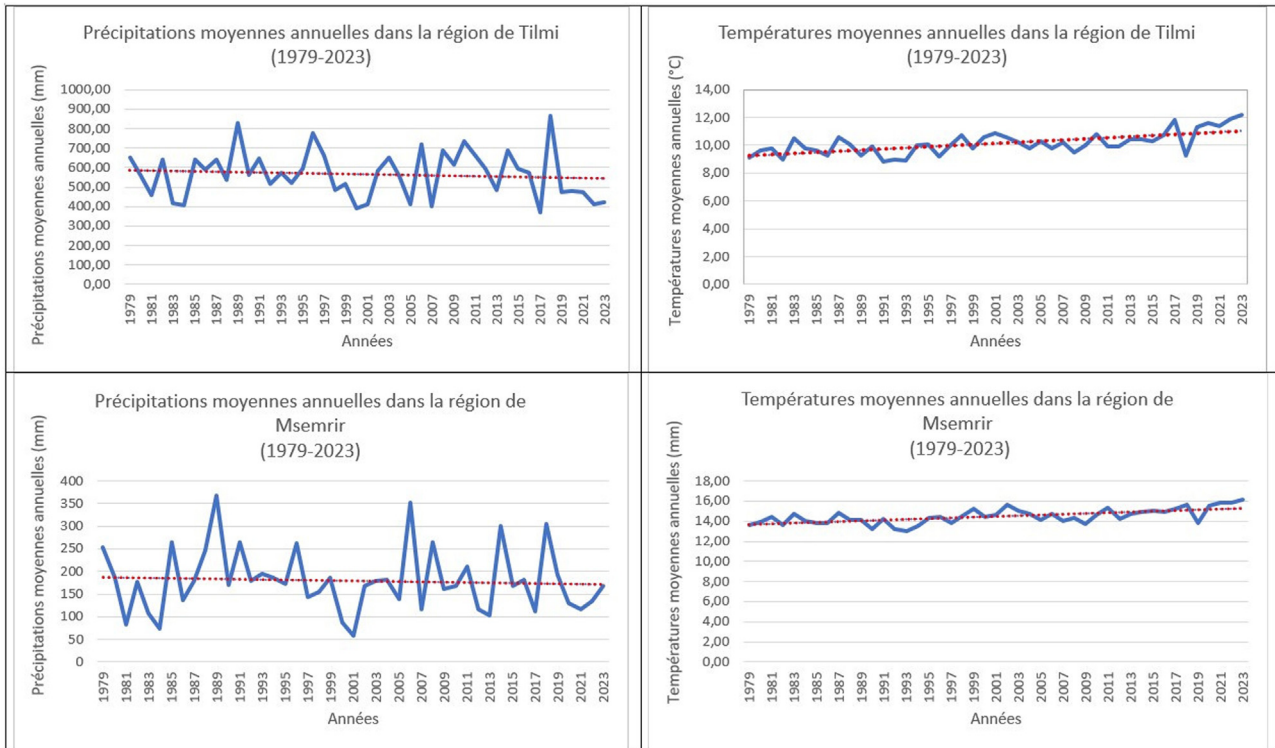 Précipitations moyennes annuelles dans la région de Tilmi
(1979-2023)
Précipitations moyennnes annuelles (mm)
1000,00
900,00
800,00
700,00
600,00
500,00
400,00
300,00
200,00
100,00
0,00
1979 1981 1983 1985 1987 1989 1991 1993 1995 1997 1999 2001 2003 2005 2007 2009 2011 2013 2015 2017 2019 2021 2023
Années
Températures moyennes annuelles dans la région de Tilmi
(1979-2023)
Températures moyennes annuelles (°C)
14,00
12,00
10,00
8,00
6,00
4,00
2,00
0,00
1979 1981 1983 1985 1987 1989 1991 1993 1995 1997 1999 2001 2003 2005 2007 2009 2011 2013 2015 2017 2019 2021 2023
Années
Précipitations moyennes annuelles dans la région de
Msemrir
(1979-2023)
Précipitations moyennes annuelles (mm)
400
350
300
250
200
150
100
50
0
1979 1981 1983 1985 1987 1989 1991 1993 1995 1997 1999 2001 2003 2005 2007 2009 2011 2013 2015 2017 2019 2021 2023
Années
Températures moyennes annuelles dans la région de
Msemrir
(1979-2023)
Températures moyennes annuelles (mm)
18,00
16,00
14,00
12,00
10,00
8,00
6,00
4,00
2,00
0,00
1979 1981 1983 1985 1987 1989 1991 1993 1995 1997 1999 2001 2003 2005 2007 2009 2011 2013 2015 2017 2019 2021 2023
Années